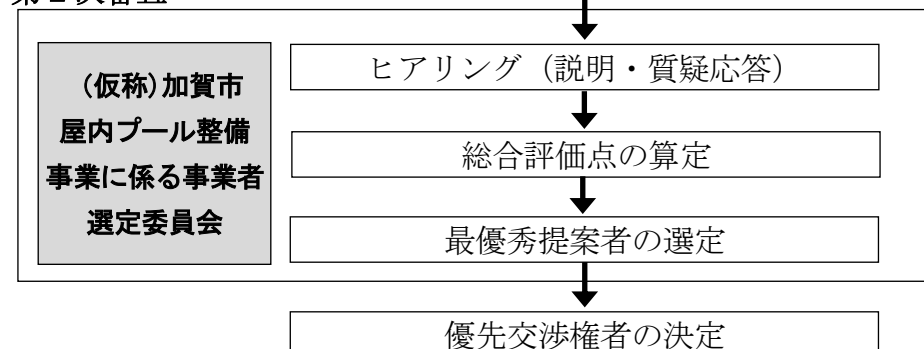 (仮称)加賀市
屋内プール整備
事業に係る事業者
選定委員会
ヒアリング（説明・質疑応答）
総合評価点の算定
最優秀提案者の選定
優先交渉権者の決定